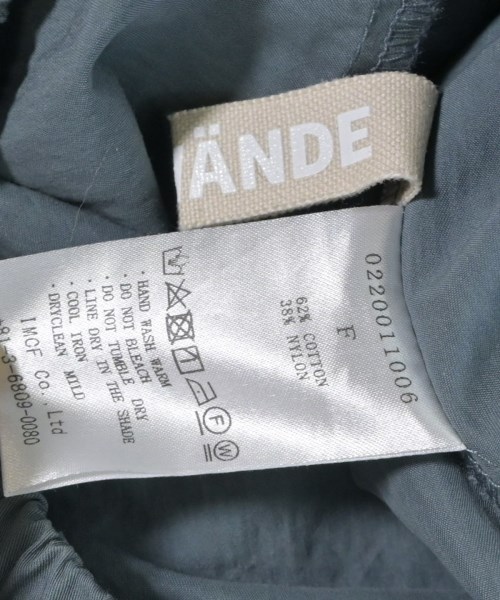 ÄNDE
0220011006
F
62% COTTON
38% NYLON
· HAND WASH WARM
· DO NOT BLEACH
· DO NOT TUMBLE DRY
· LINE DRY IN THE SHADE
· COOL IRON
· DRYCLEAN MILD
IMCF Co., Ltd
81-3-6809-0080